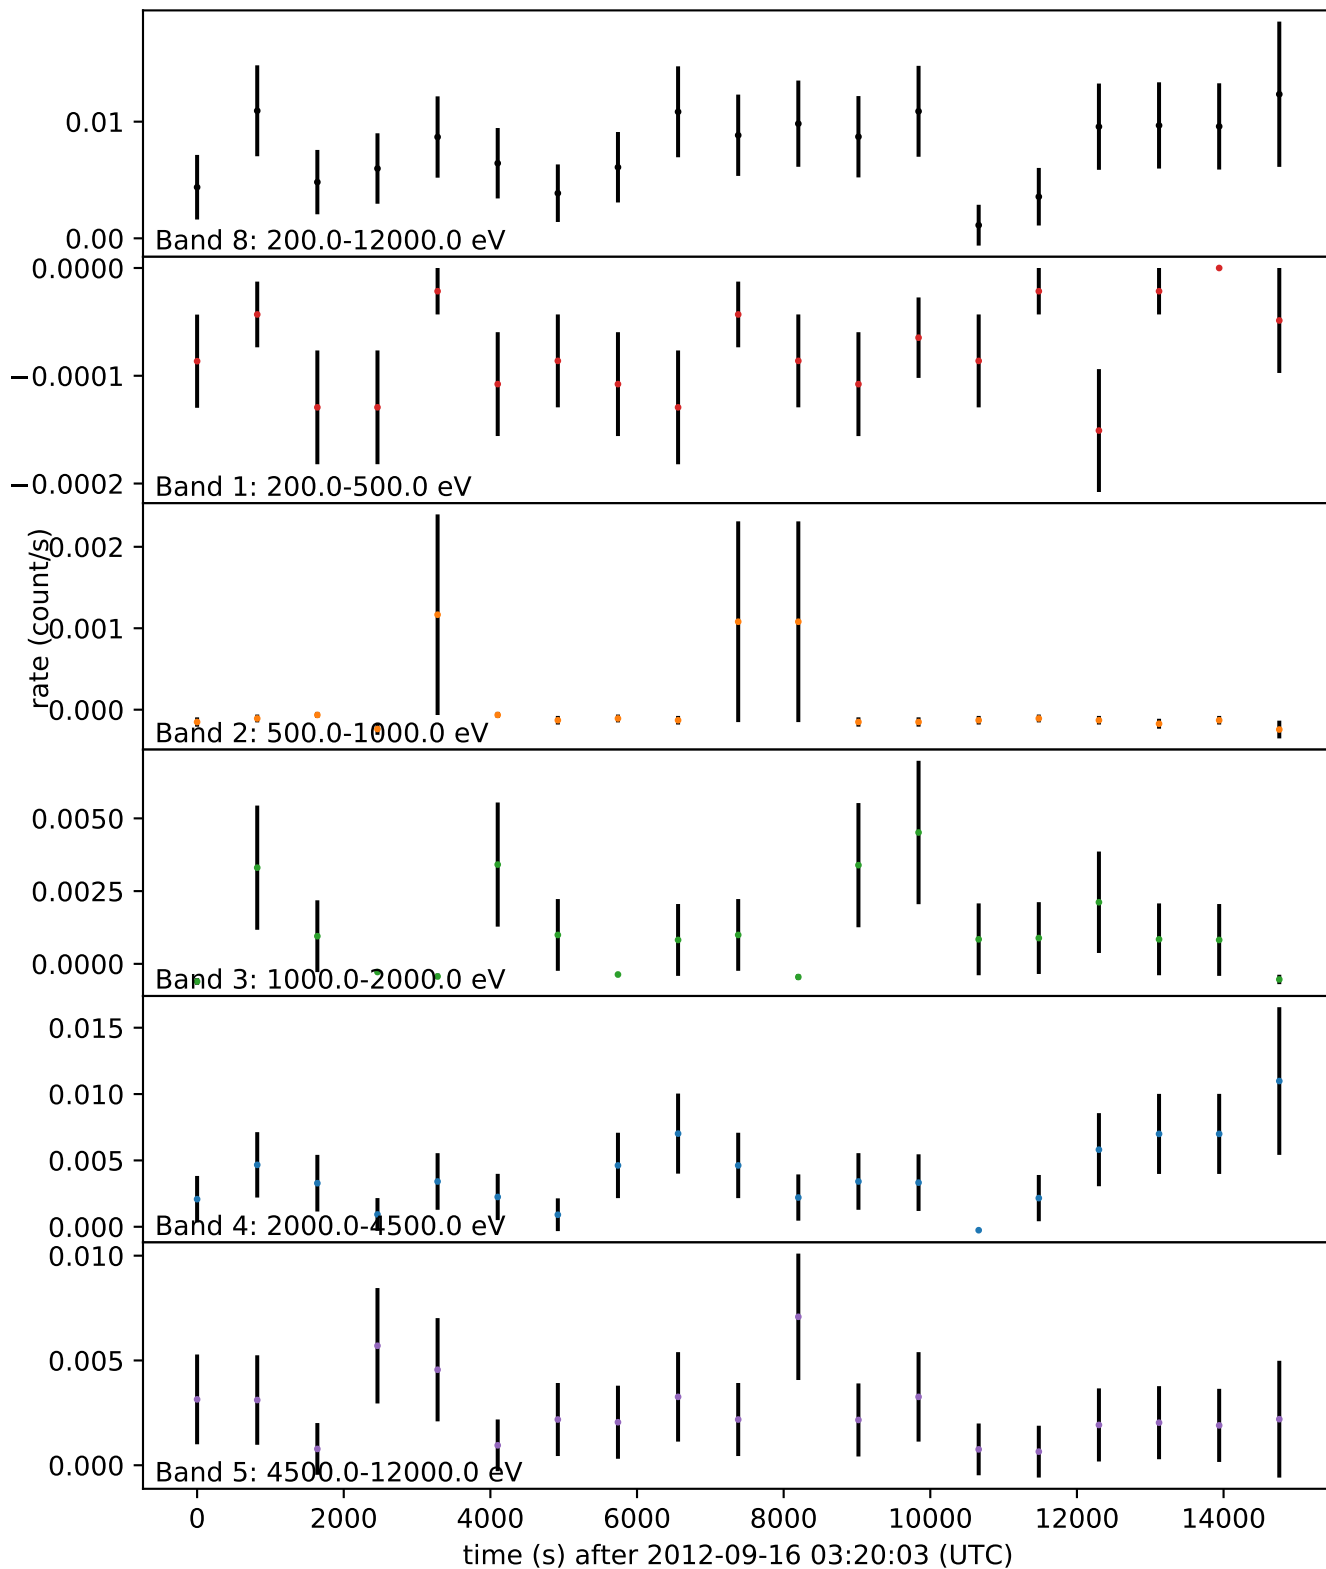 0.01
0.00
Band 8: 200.0-12000.0 eV
0.0000
−0.0001
−0.0002
Band 1: 200.0-500.0 eV
rate (count/s)
0.002
0.001
0.000
Band 2: 500.0-1000.0 eV
0.0050
0.0025
0.0000
Band 3: 1000.0-2000.0 eV
0.015
0.010
0.005
0.000
Band 4: 2000.0-4500.0 eV
0.010
0.005
0.000
Band 5: 4500.0-12000.0 eV
0 2000 4000 6000 8000 10000 12000 14000
time (s) after 2012-09-16 03:20:03 (UTC)